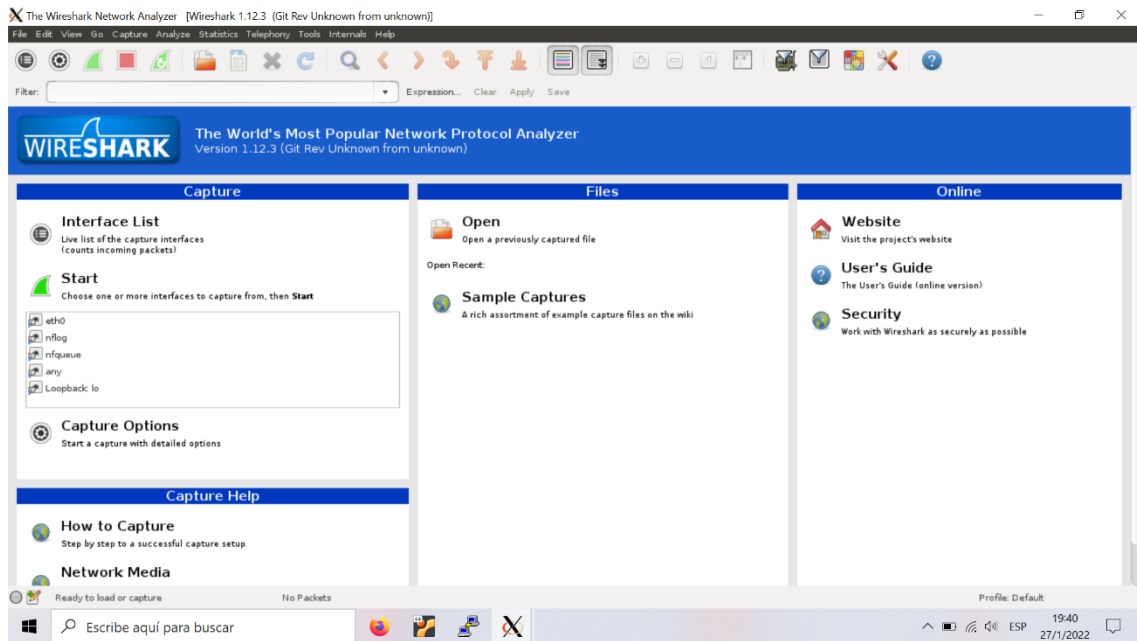 The Wireshark Network Analyzer [Wireshark 1.12.3 (Git Rev Unknown from unknown)]
File Edit View Go Capture Analyze Statistics Telephony Tools Internals Help
Filter: Expression... Clear Apply Save
WIRESHARK
The World's Most Popular Network Protocol Analyzer
Version 1.12.3 (Git Rev Unknown from unknown)
Capture
Interface List
Live list of the capture interfaces
(counts incoming packets)
Start
Choose one or more interfaces to capture from, then Start
eth0
nflog
nfqueue
any
Loopback: lo
Capture Options
Start a capture with detailed options
Capture Help
How to Capture
Step by step to a successful capture setup
Network Media
Files
Open
Open a previously captured file
Open Recent:
Sample Captures
A rich assortment of example capture files on the wiki
Online
Website
Visit the project's website
User's Guide
The User's Guide (online version)
Security
Work with Wireshark as securely as possible
Ready to load or capture No Packets Profile: Default
Escribe aquí para buscar
ESP
19:40
27/1/2022